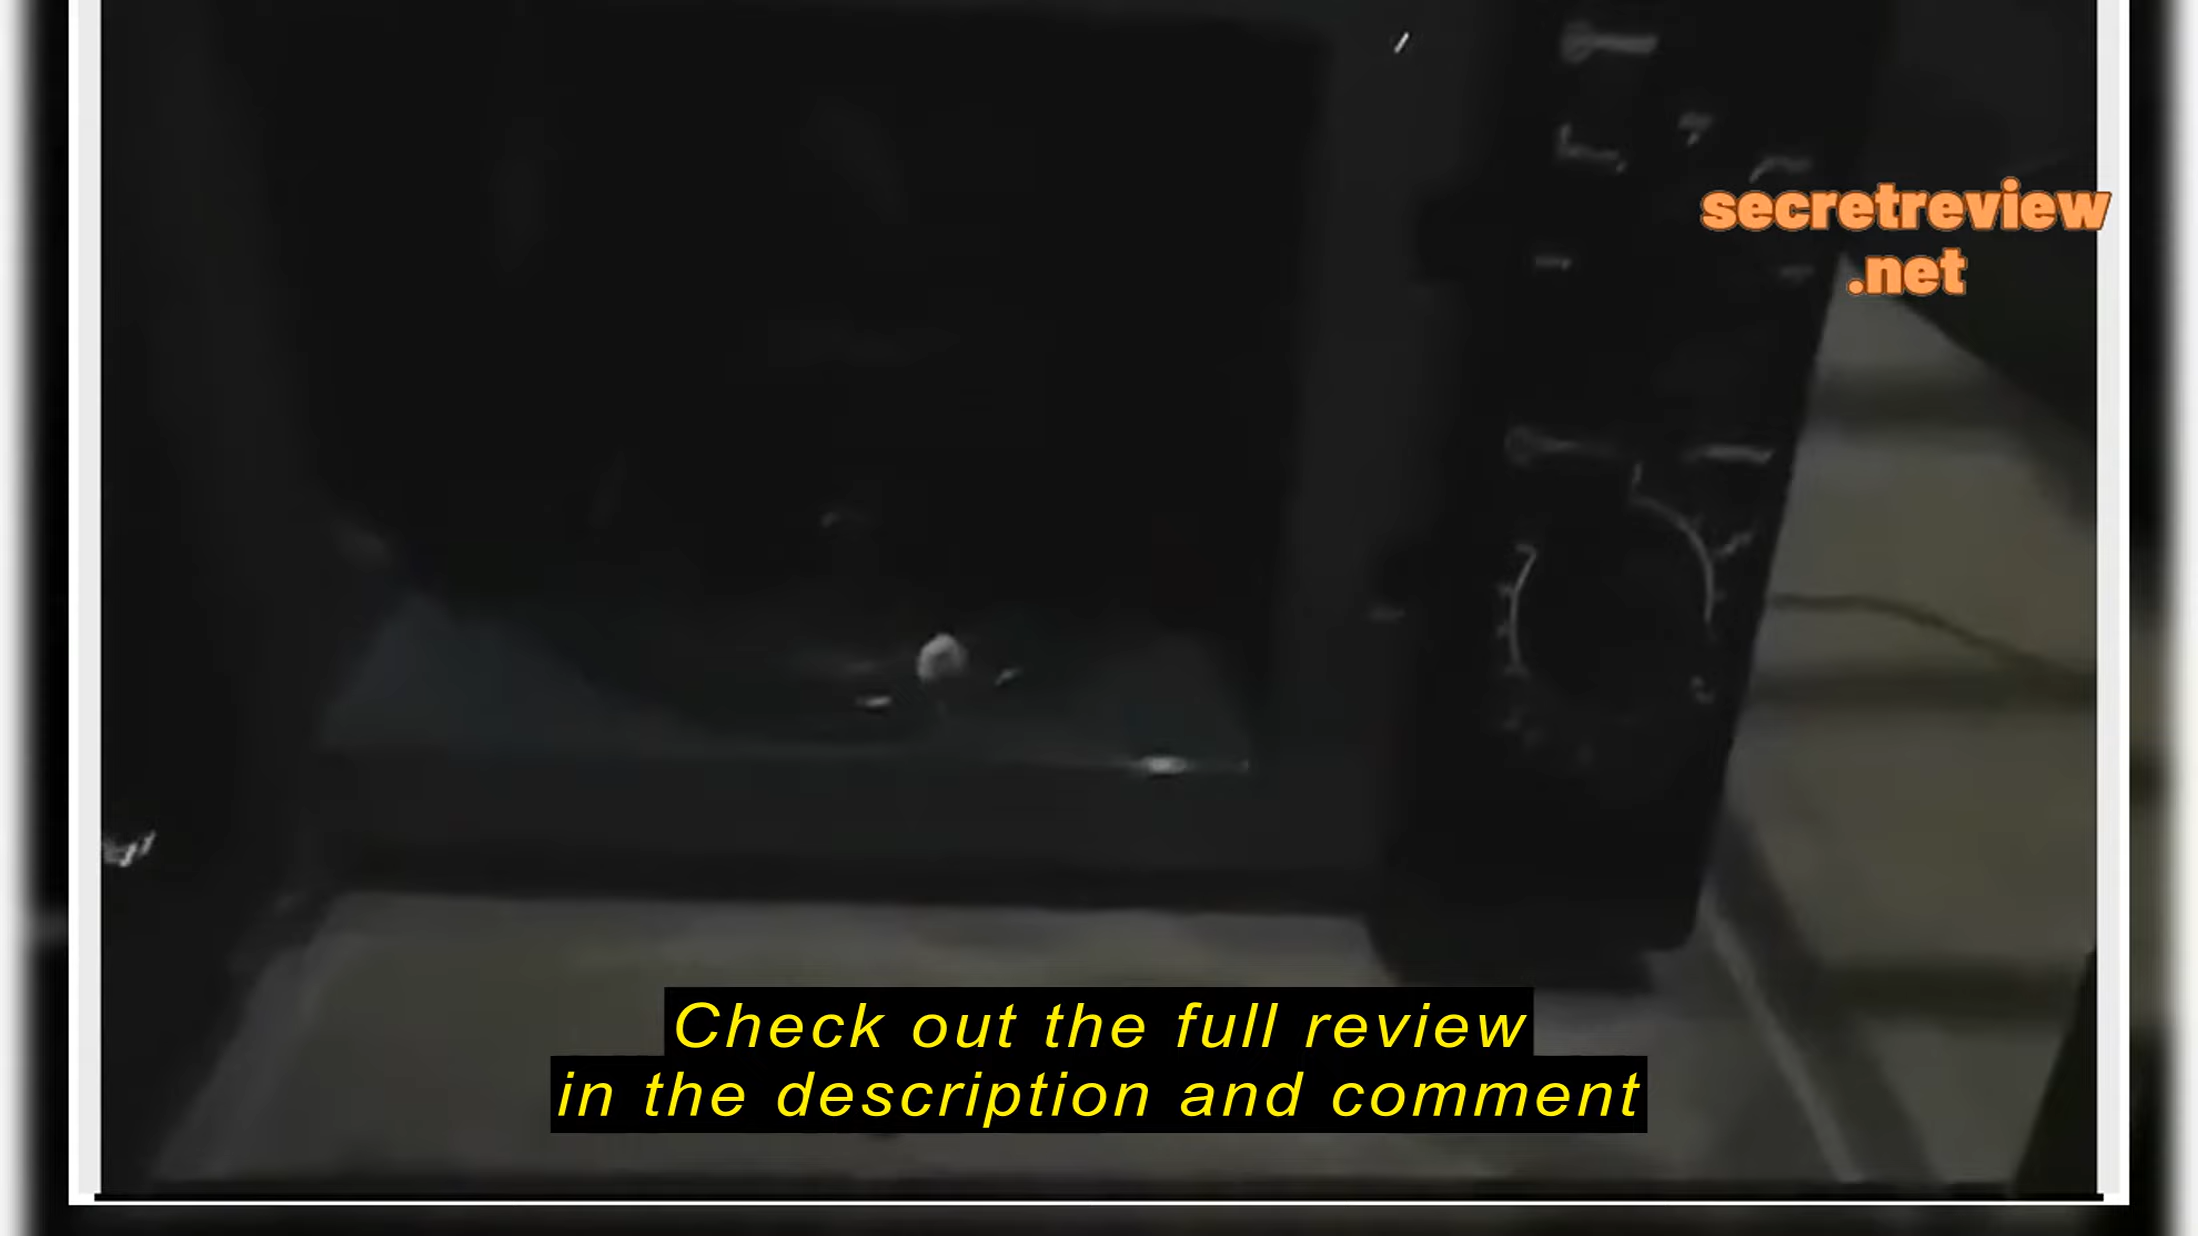 secretreview
.net
Check out the full review
in the description and comment